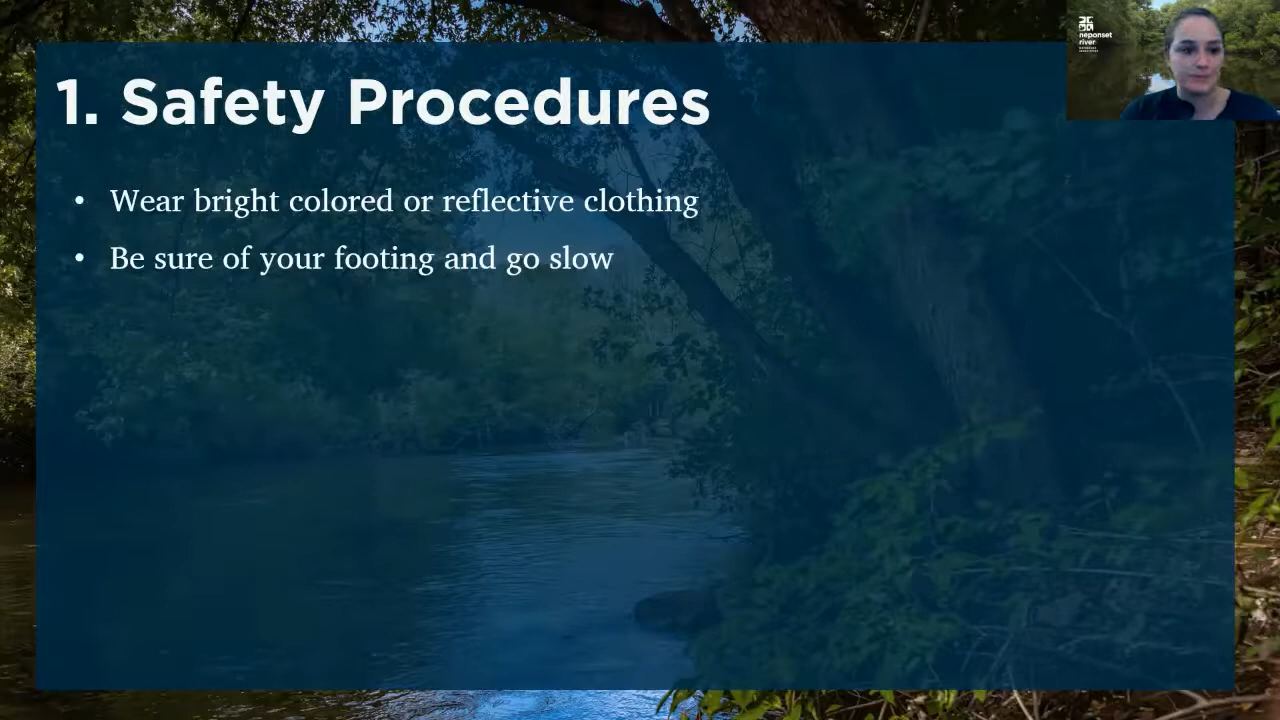 1. Safety Procedures
neponset
river
• Wear bright colored or reflective clothing
• Be sure of your footing and go slow